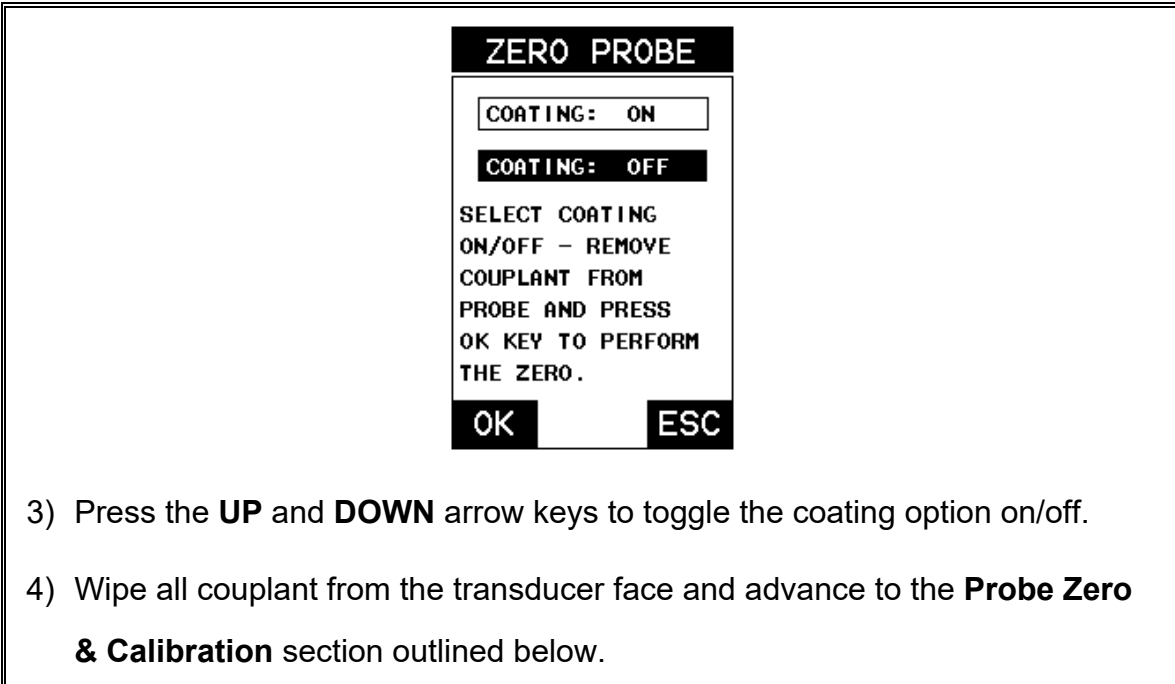 ZERO PROBE
COATING: ON
COATING: OFF
SELECT COATING
ON/OFF - REMOVE
COUPLANT FROM
PROBE AND PRESS
OK KEY TO PERFORM
THE ZERO.
OK ESC
3) Press the UP and DOWN arrow keys to toggle the coating option on/off.
4) Wipe all couplant from the transducer face and advance to the Probe Zero
& Calibration section outlined below.